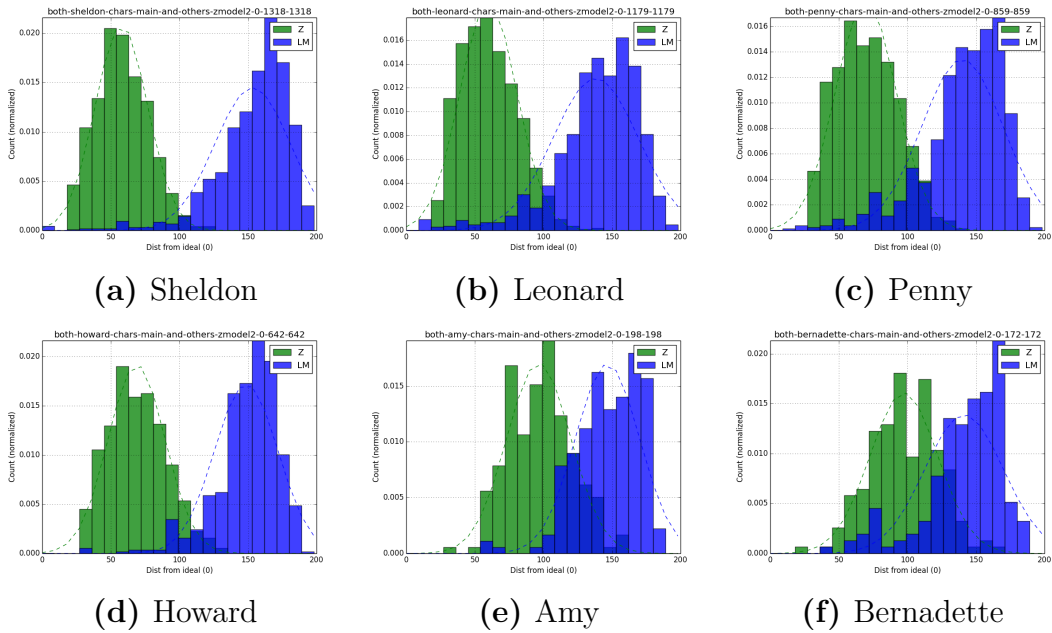 both-sheldon-chars-main-and-others-zmodel2-0-1318-1318
0.020
0.015
0.010
0.005
0.000
0
50
100
150
200
Count (normalized)
Dist from ideal (0)
Z
LM
(a) Sheldon
both-leonard-chars-main-and-others-zmodel2-0-1179-1179
0.016
0.014
0.012
0.010
0.008
0.006
0.004
0.002
0.000
0
50
100
150
200
Count (normalized)
Dist from ideal (0)
Z
LM
(b) Leonard
both-penny-chars-main-and-others-zmodel2-0-859-859
0.016
0.014
0.012
0.010
0.008
0.006
0.004
0.002
0.000
0
50
100
150
200
Count (normalized)
Dist from ideal (0)
Z
LM
(c) Penny
both-howard-chars-main-and-others-zmodel2-0-642-642
0.020
0.015
0.010
0.005
0.000
0
50
100
150
200
Count (normalized)
Dist from ideal (0)
Z
LM
(d) Howard
both-amy-chars-main-and-others-zmodel2-0-198-198
0.015
0.010
0.005
0.000
0
50
100
150
200
Count (normalized)
Dist from ideal (0)
Z
LM
(e) Amy
both-bernadette-chars-main-and-others-zmodel2-0-172-172
0.020
0.015
0.010
0.005
0.000
0
50
100
150
200
Count (normalized)
Dist from ideal (0)
Z
LM
(f) Bernadette